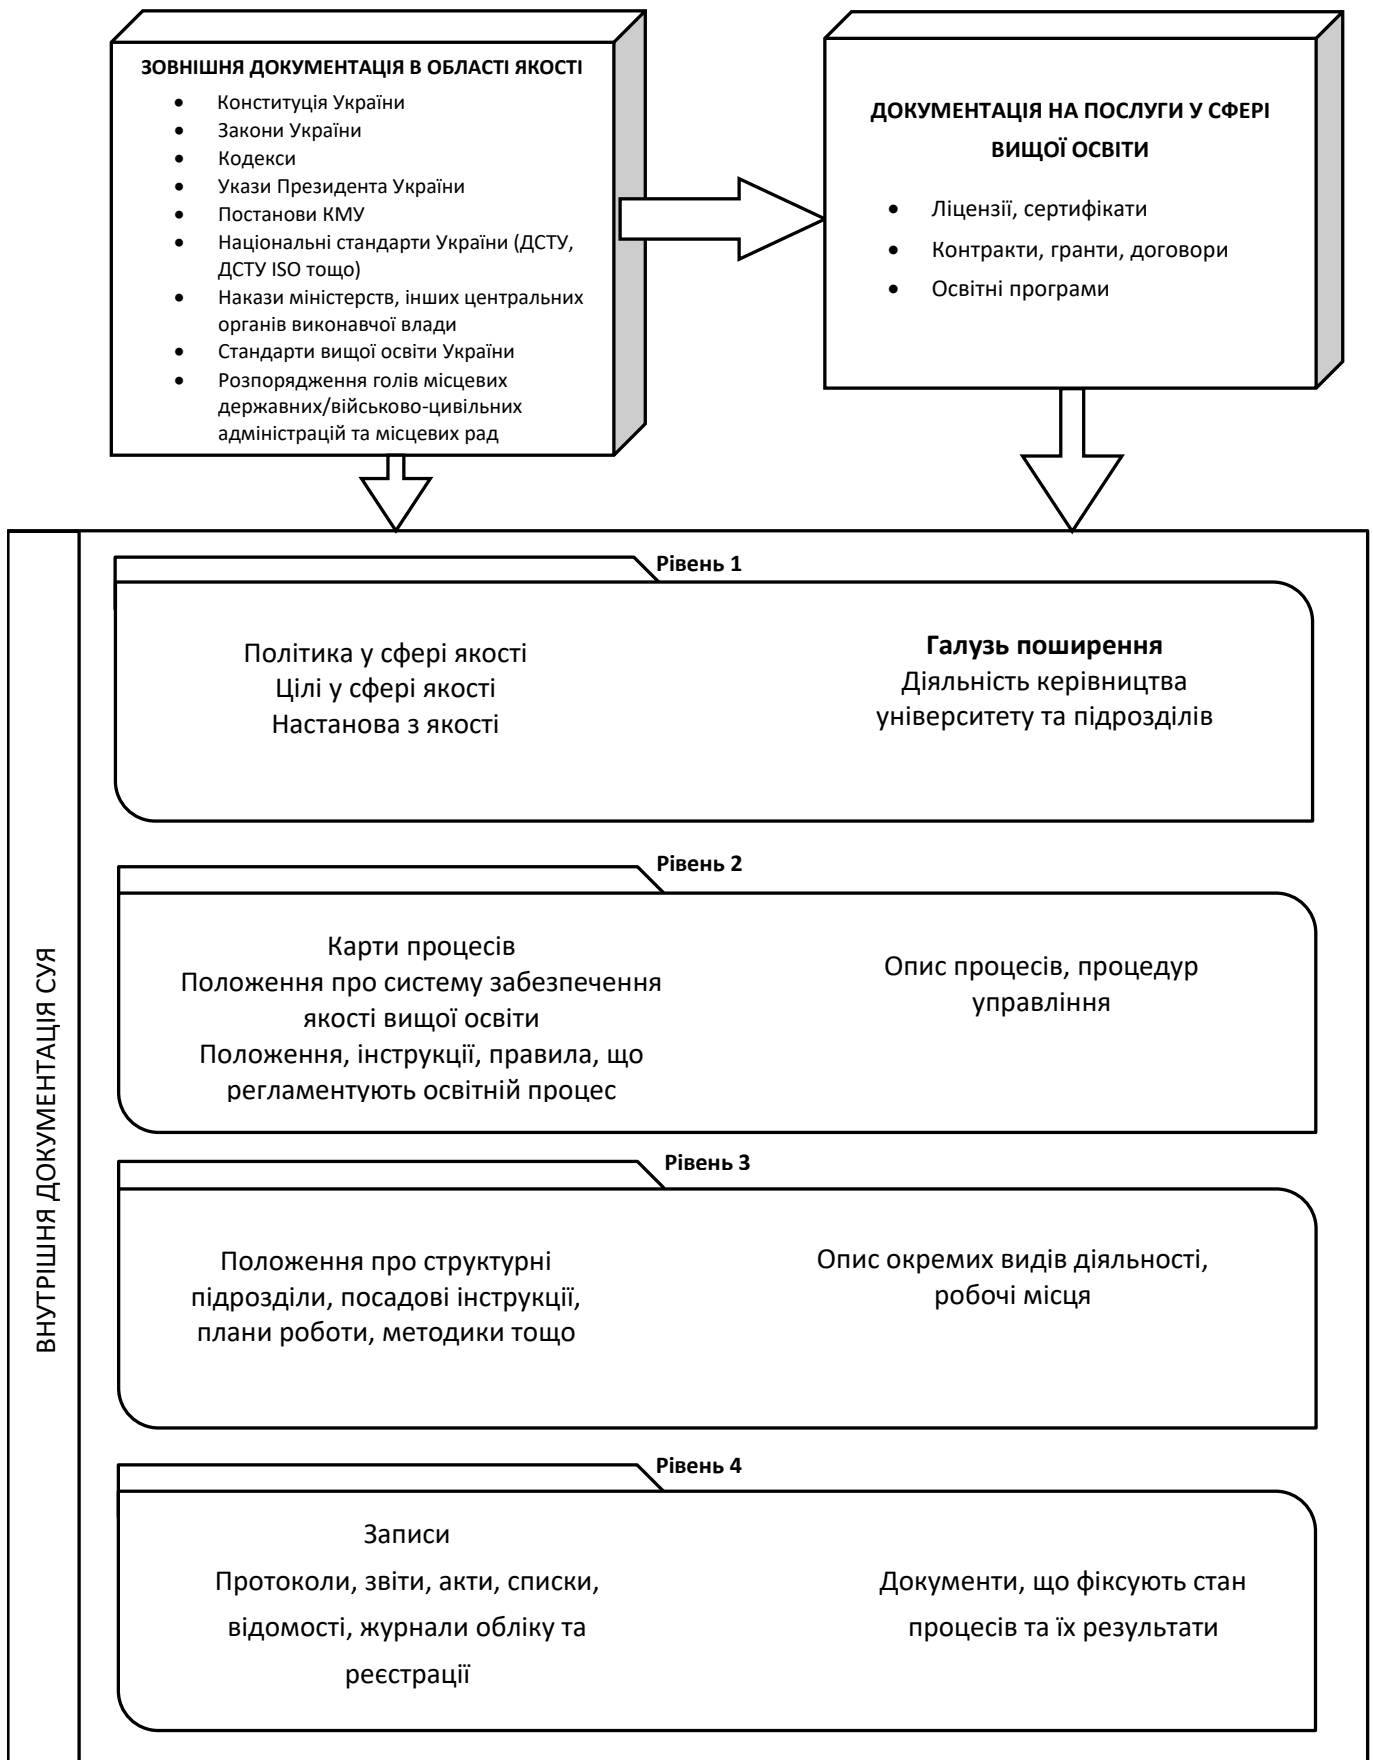 ЗОВНІШНЯ ДОКУМЕНТАЦІЯ В ОБЛАСТІ ЯКОСТІ
• Конституція України
• Закони України
• Кодекси
• Укази Президента України
• Постанови КМУ
• Національні стандарти України (ДСТУ,
ДСТУ ISO тощо)
• Накази міністерств, інших центральних
органів виконавчої влади
• Стандарти вищої освіти України
• Розпорядження голів місцевих
державних/військово-цивільних
адміністрацій та місцевих рад
ДОКУМЕНТАЦІЯ НА ПОСЛУГИ У СФЕРІ
ВИЩОЇ ОСВІТИ
• Ліцензії, сертифікати
• Контракти, гранти, договори
• Освітні програми
ВНУТРІШНЯ ДОКУМЕНТАЦІЯ СУЯ
Рівень 1
Політика у сфері якості
Цілі у сфері якості
Настанова з якості
Галузь поширення
Діяльність керівництва
університету та підрозділів
Рівень 2
Карти процесів
Положення про систему забезпечення
якості вищої освіти
Положення, інструкції, правила, що
регламентують освітній процес
Опис процесів, процедур
управління
Рівень 3
Положення про структурні
підрозділи, посадові інструкції,
плани роботи, методики тощо
Опис окремих видів діяльності,
робочі місця
Рівень 4
Записи
Протоколи, звіти, акти, списки,
відомості, журнали обліку та
реєстрації
Документи, що фіксують стан
процесів та їх результати